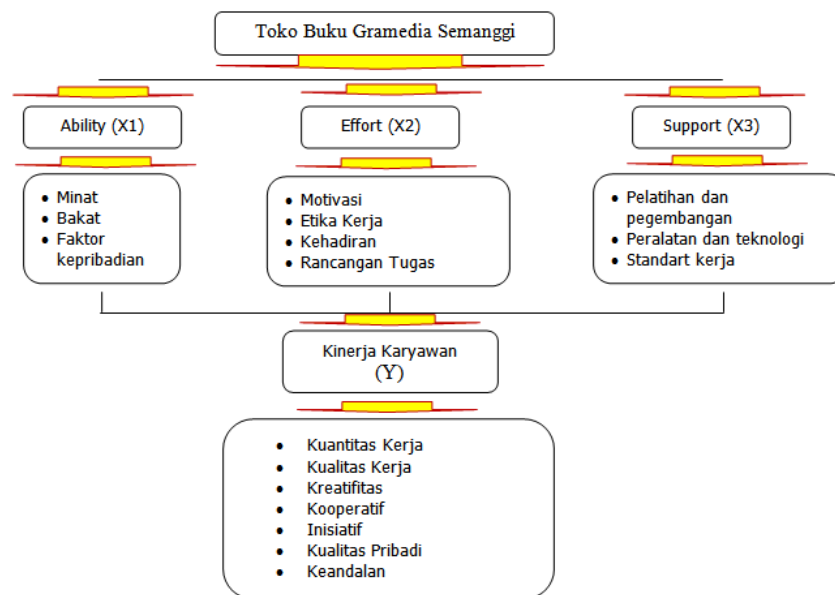 Toko Buku Gramedia Semanggi
Ability (X1)
Effort (X2)
Support (X3)
• Minat
• Bakat
• Faktor
kepribadian
• Motivasi
• Etika Kerja
• Kehadiran
• Rancangan Tugas
• Pelatihan dan
pegembangan
• Peralatan dan teknologi
• Standart kerja
Kinerja Karyawan
(Y)
• Kuantitas Kerja
• Kualitas Kerja
• Kreatifitas
• Kooperatif
• Inisiatif
• Kualitas Pribadi
• Keandalan